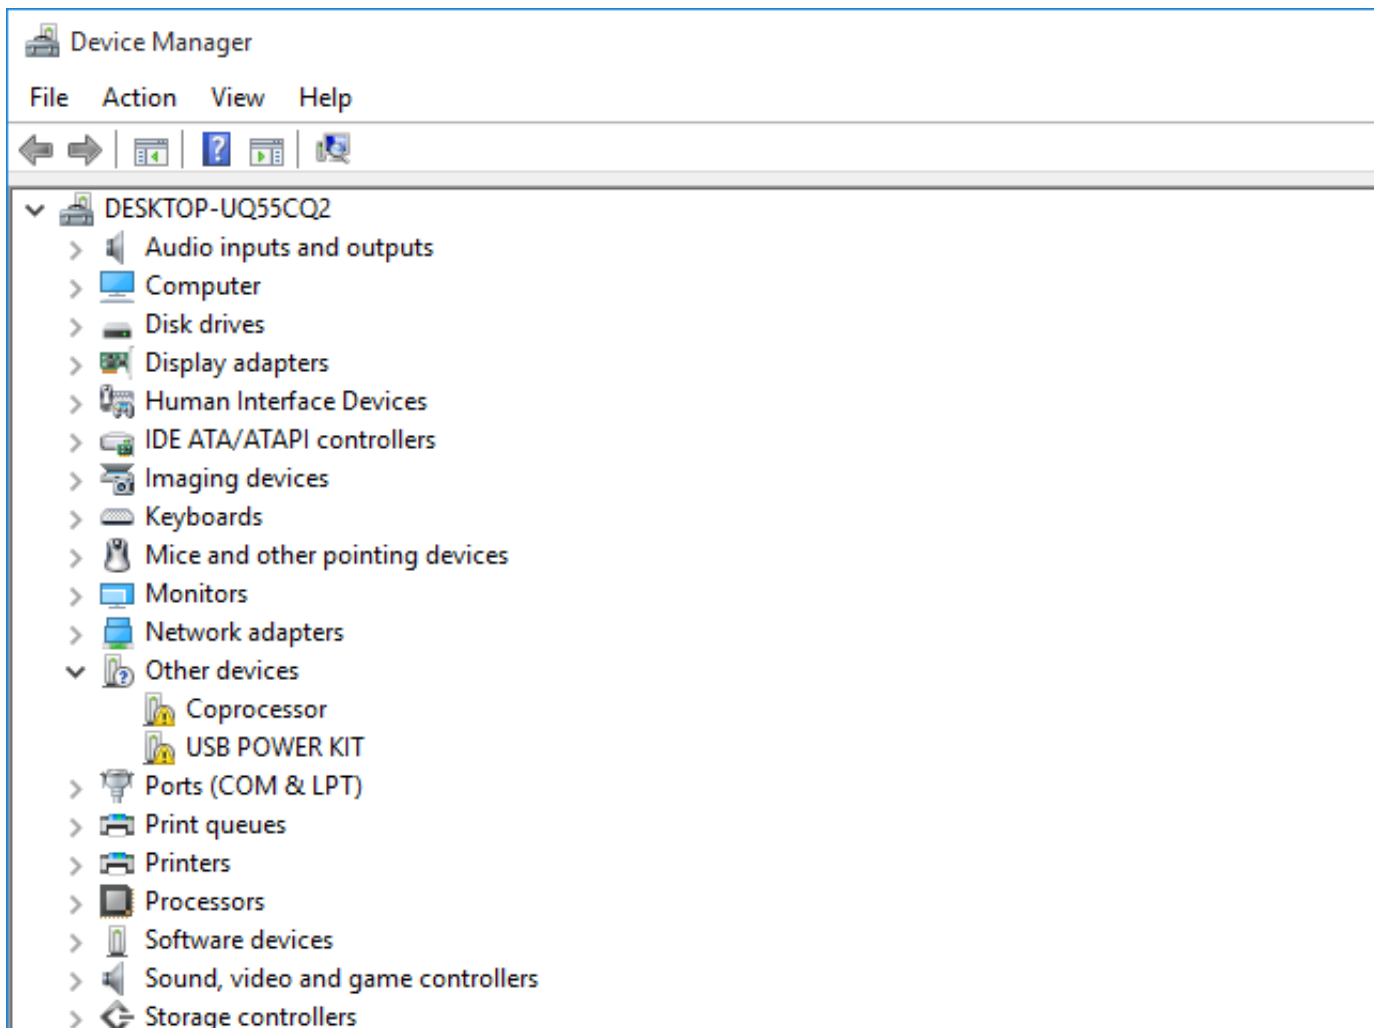 Device Manager
File Action View Help
DESKTOP-UQ55CQ2
Audio inputs and outputs
Computer
Disk drives
Display adapters
Human Interface Devices
IDE ATA/ATAPI controllers
Imaging devices
Keyboards
Mice and other pointing devices
Monitors
Network adapters
Other devices
Coprocessor
USB POWER KIT
Ports (COM & LPT)
Print queues
Printers
Processors
Software devices
Sound, video and game controllers
Storage controllers